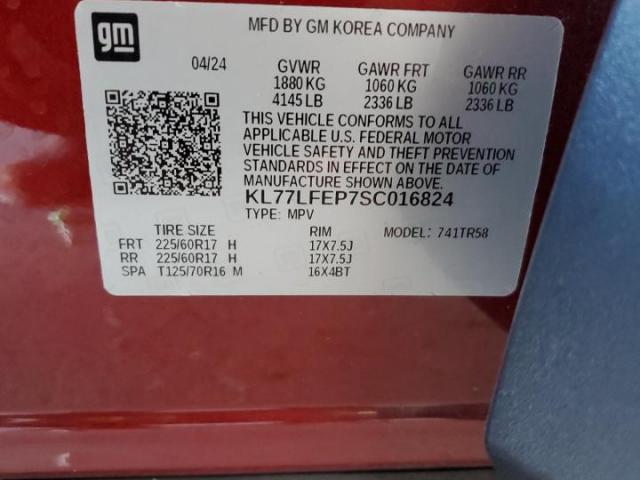 gm
MFD BY GM KOREA COMPANY
04/24 GVWR GAWR FRT GAWR RR
1880 KG 1060 KG 1060 KG
4145 LB 2336 LB 2336 LB
THIS VEHICLE CONFORMS TO ALL
APPLICABLE U.S. FEDERAL MOTOR
VEHICLE SAFETY AND THEFT PREVENTION
STANDARDS IN EFFECT ON THE DATE OF
MANUFACTURE SHOWN ABOVE.
KL77LFEP7SC016824
TYPE: MPV
TIRE SIZE RIM MODEL: 741TR58
FRT 225/60R17 H 17X7.5J
RR 225/60R17 H 17X7.5J
SPA T125/70R16 M 16X4BT